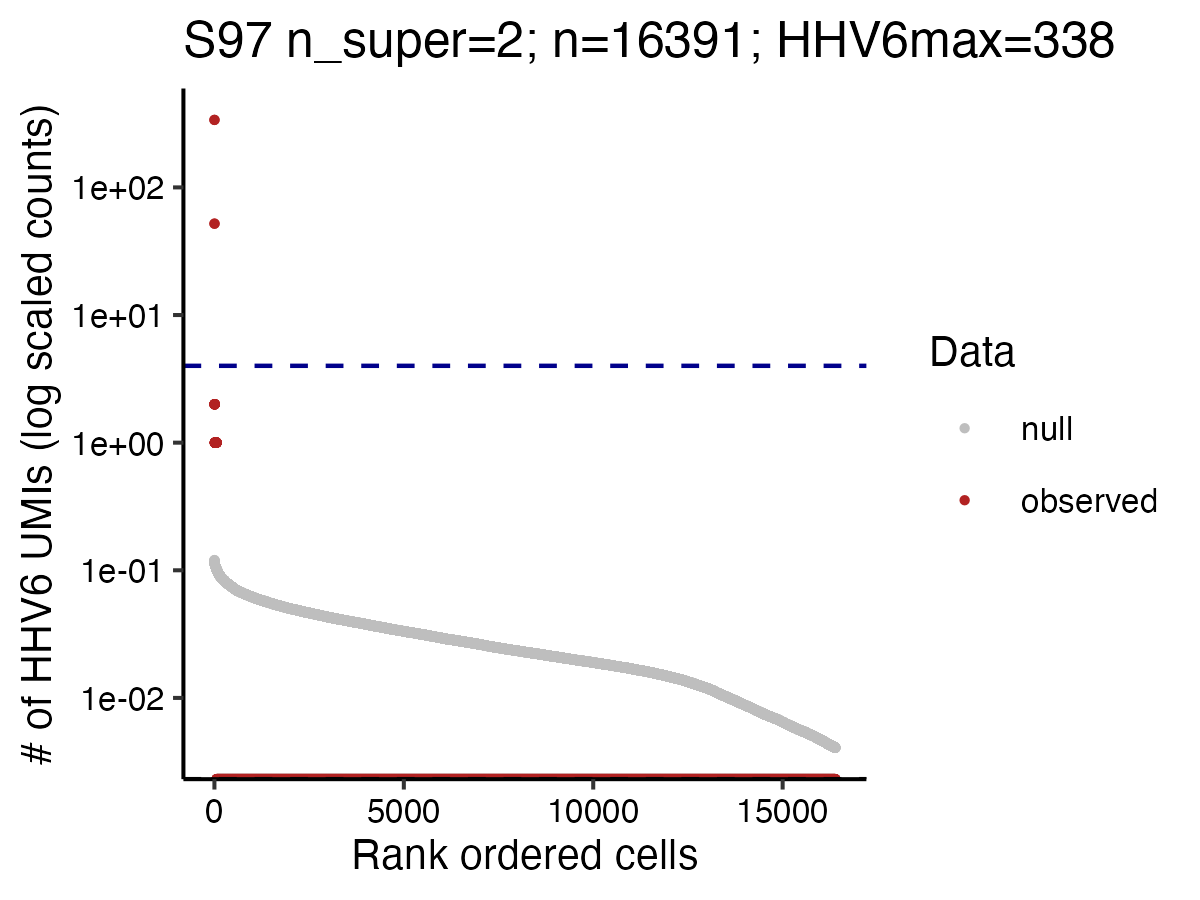 S97 n_super=2; n=16391; HHV6max=338
# of HHV6 UMIs (log scaled counts)
1e+02
1e+01
1e+00
1e-01
1e-02
0
5000
10000
15000
Rank ordered cells
Data
null
observed